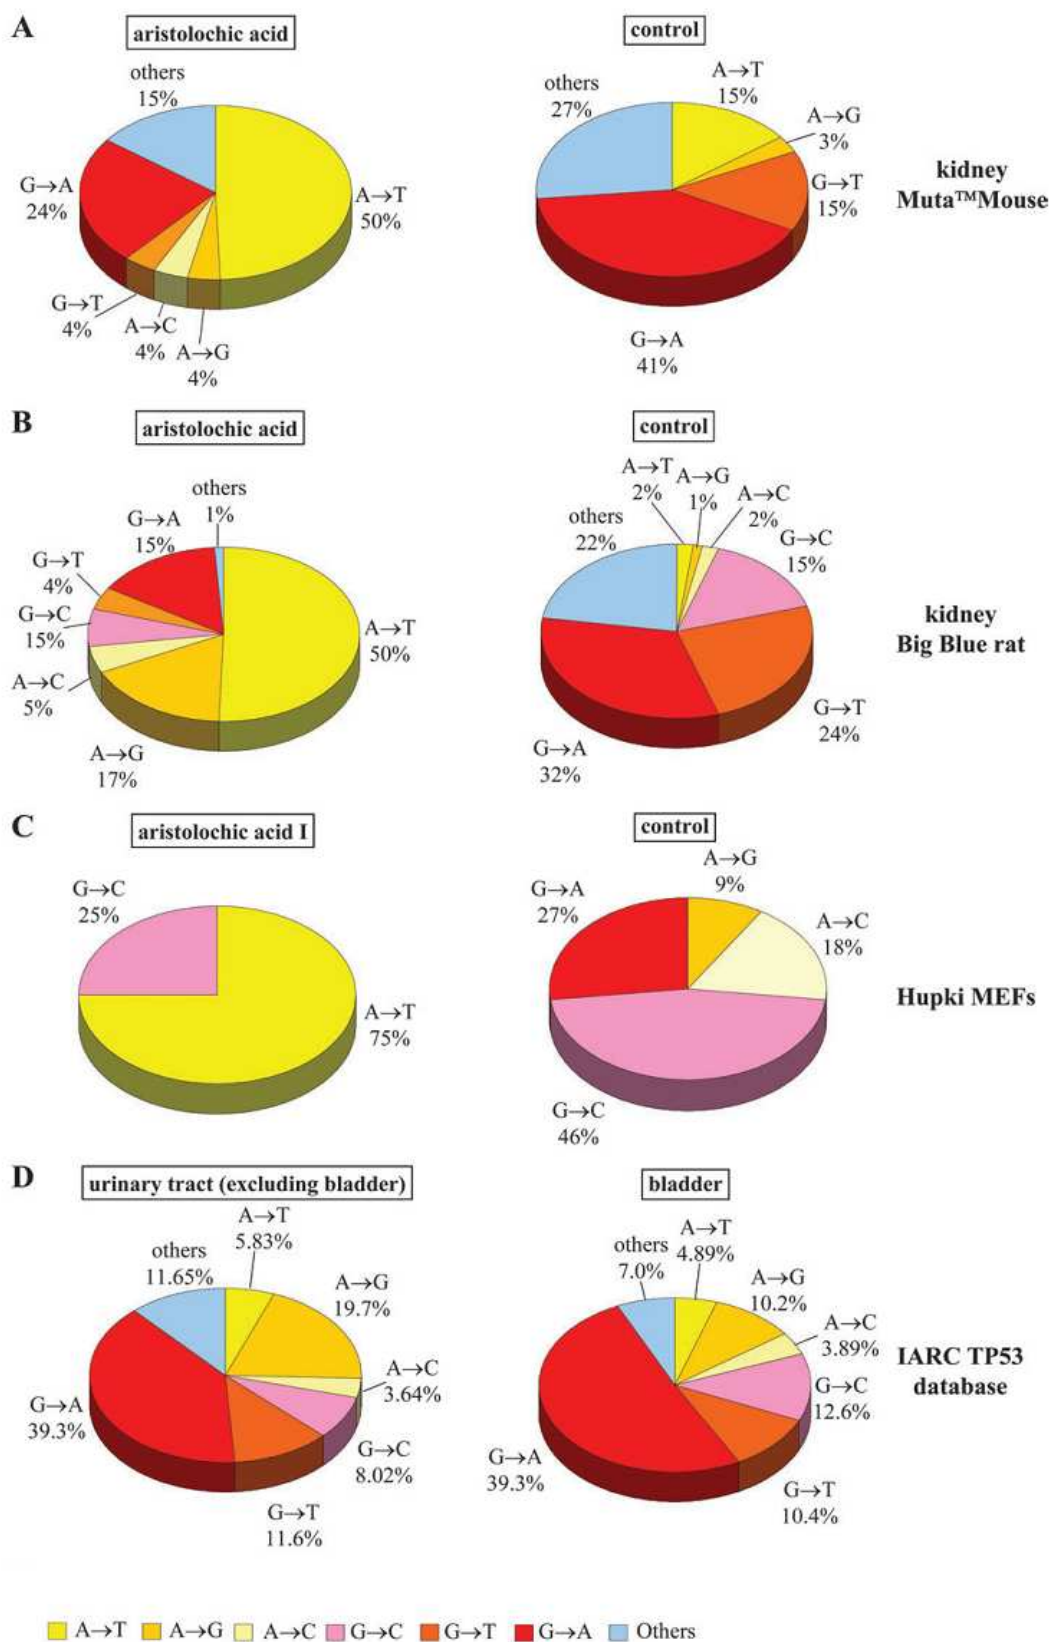 A
aristolochic acid
control
others
15%
G→A
24%
A→T
50%
G→T
4%
A→C
4%
A→G
4%
others
27%
A→T
15%
A→G
3%
G→T
15%
G→A
41%
kidney
Muta™Mouse
B
aristolochic acid
control
others
1%
G→A
15%
G→T
4%
G→C
15%
A→C
5%
A→G
17%
A→T
50%
others
22%
A→T
2%
A→G
1%
A→C
2%
G→C
15%
G→T
24%
G→A
32%
kidney
Big Blue rat
C
aristolochic acid I
control
G→C
25%
A→T
75%
G→A
27%
A→G
9%
A→C
18%
G→C
46%
Hupki MEFs
D
urinary tract (excluding bladder)
bladder
others
11.65%
A→T
5.83%
A→G
19.7%
A→C
3.64%
G→C
8.02%
G→T
11.6%
G→A
39.3%
others
7.0%
A→T
4.89%
A→G
10.2%
A→C
3.89%
G→C
12.6%
G→T
10.4%
G→A
39.3%
IARC TP53
database
A→T A→G A→C G→C G→T G→A Others